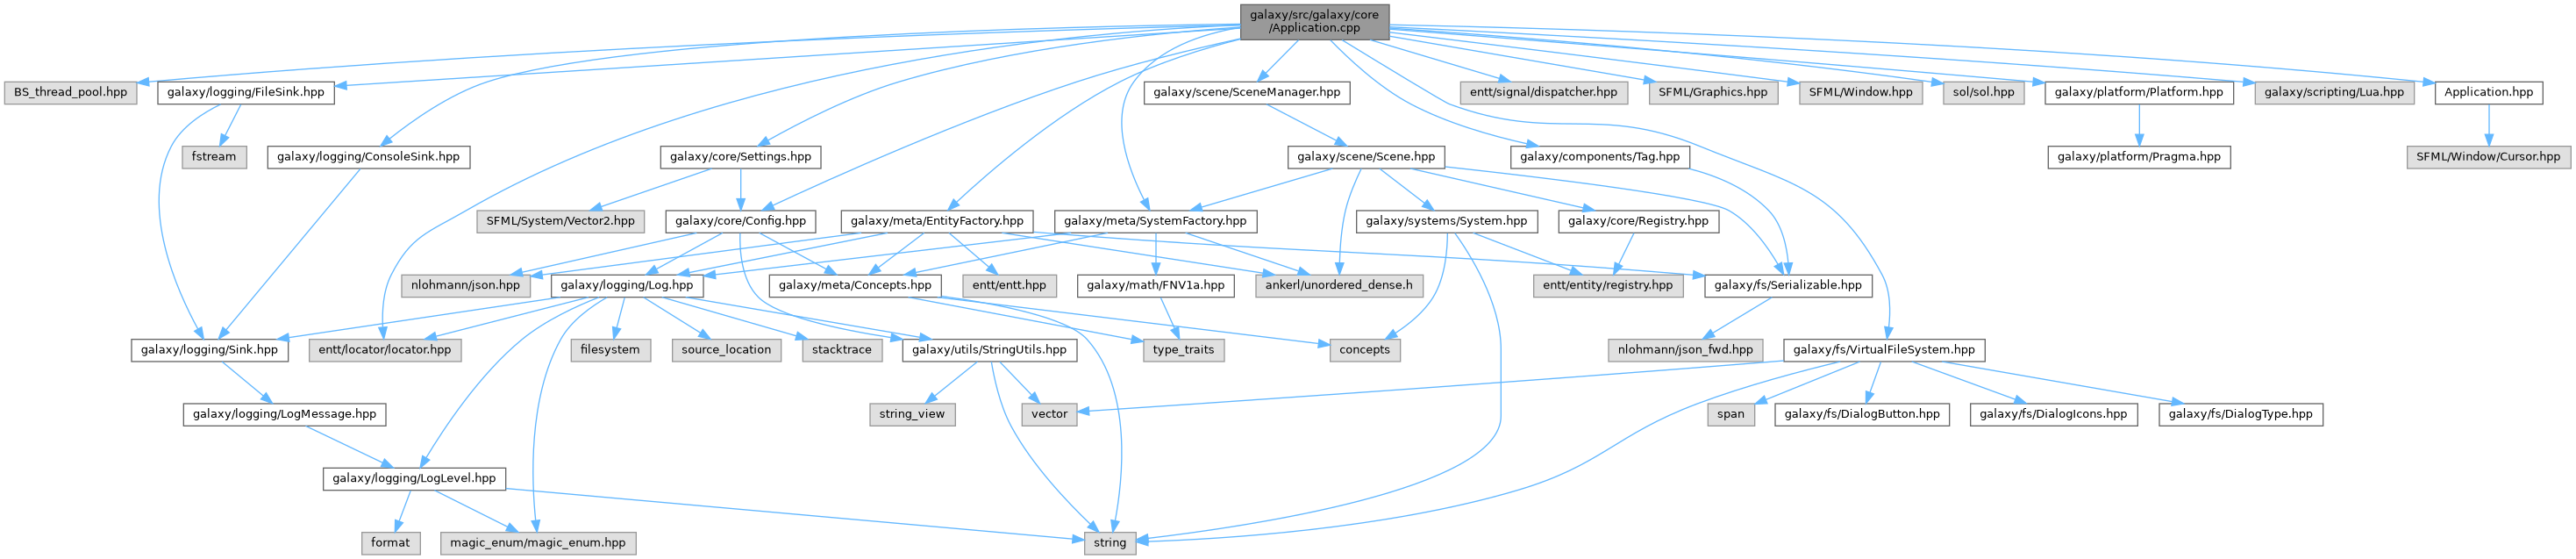 galaxy/src/galaxy/core
/Application.cpp
BS_thread_pool.hpp
galaxy/logging/FileSink.hpp
galaxy/scene/SceneManager.hpp
entt/signal/dispatcher.hpp
SFML/Graphics.hpp
SFML/Window.hpp
sol/sol.hpp
galaxy/platform/Platform.hpp
galaxy/scripting/Lua.hpp
Application.hpp
fstream
galaxy/logging/ConsoleSink.hpp
galaxy/core/Settings.hpp
galaxy/scene/Scene.hpp
galaxy/components/Tag.hpp
galaxy/platform/Pragma.hpp
SFML/Window/Cursor.hpp
SFML/System/Vector2.hpp
galaxy/core/Config.hpp
galaxy/meta/EntityFactory.hpp
galaxy/meta/SystemFactory.hpp
galaxy/systems/System.hpp
galaxy/core/Registry.hpp
nlohmann/json.hpp
galaxy/logging/Log.hpp
galaxy/meta/Concepts.hpp
entt/entt.hpp
galaxy/math/FNV1a.hpp
ankerl/unordered_dense.h
entt/entity/registry.hpp
galaxy/fs/Serializable.hpp
galaxy/logging/Sink.hpp
entt/locator/locator.hpp
filesystem
source_location
stacktrace
galaxy/utils/StringUtils.hpp
type_traits
concepts
nlohmann/json_fwd.hpp
galaxy/fs/VirtualFileSystem.hpp
galaxy/logging/LogMessage.hpp
string_view
vector
span
galaxy/fs/DialogButton.hpp
galaxy/fs/DialogIcons.hpp
galaxy/fs/DialogType.hpp
galaxy/logging/LogLevel.hpp
format
magic_enum/magic_enum.hpp
string